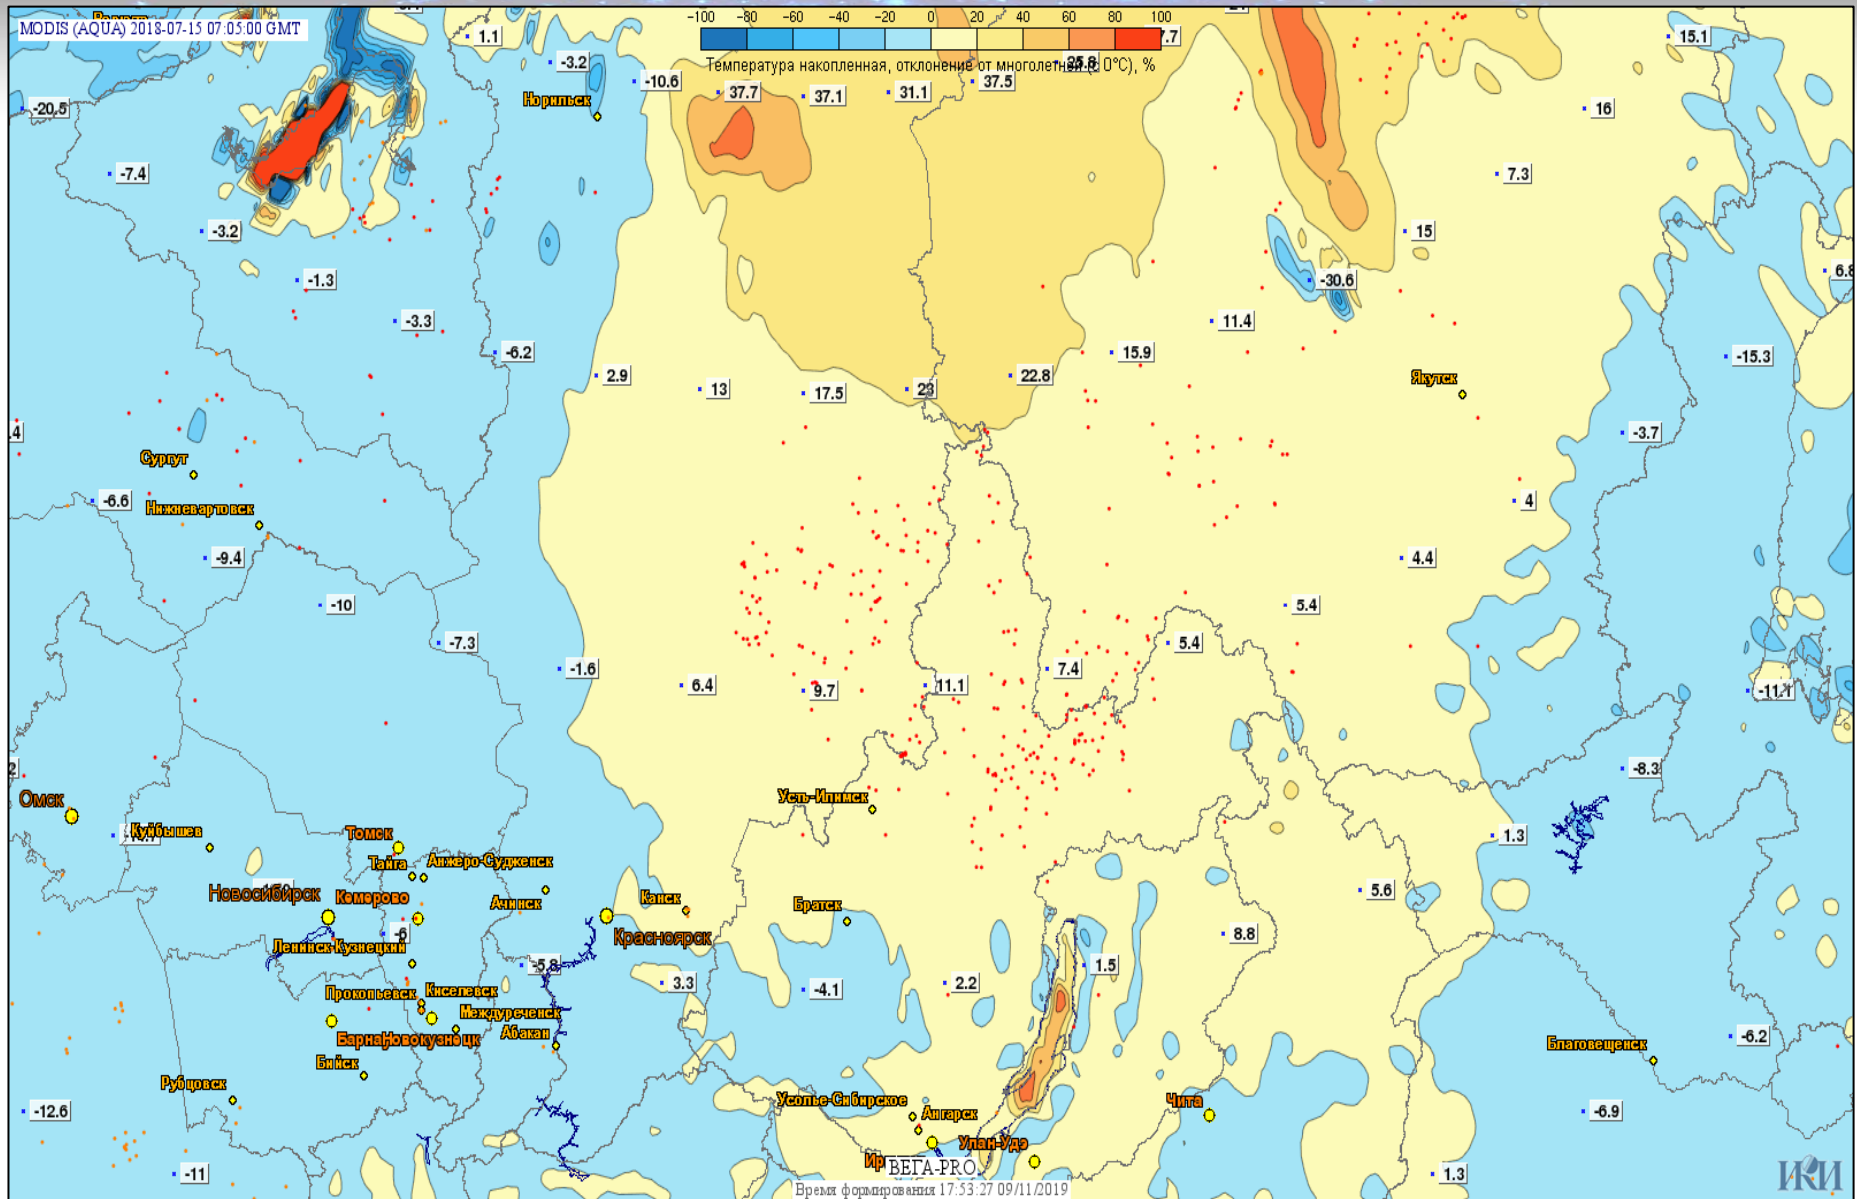 MODIS (AQUA) 2018-07-15 07:05:00 GMT
-100 -80 -60 -40 -20 0 20 40 60 80 100
Температура накопленная, отклонение от многолетней (с 0°C), %
1.1
-3.2
-10.6
37.7
37.1
31.1
37.5
25.8
15.1
-20.5
Норильск
16
-7.4
7.3
-3.2
15
-1.3
-30.6
6.8
-3.3
11.4
-6.2
15.9
-15.3
2.9
13
17.5
23
22.8
Якутск
-3.7
Сургут
-6.6
Нижневартовск
4
-9.4
4.4
-10
5.4
-7.3
5.4
-1.6
7.4
6.4
9.7
11.1
-11.1
-8.3
Омск
Усть-Илимск
Куйбышев
Томск
1.3
Тайга
Анжеро-Судженск
Новосибирск
Кемерово
Ачинск
Канск
Братск
5.6
-6
Красноярск
8.8
Ленинск-Кузнецкий
-5.8
1.5
3.3
-4.1
2.2
Прокопьевск
Киселевск
Междуреченск
Абакан
Новокузнецк
-6.2
Благовещенск
Бийск
Рубцовск
-12.6
Усолье-Сибирское
Ангарск
Чита
-6.9
Улан-Удэ
-11
ВЕГА-PRO
1.3
ИКИ
Время формирования 17:53:27 09/11/2019